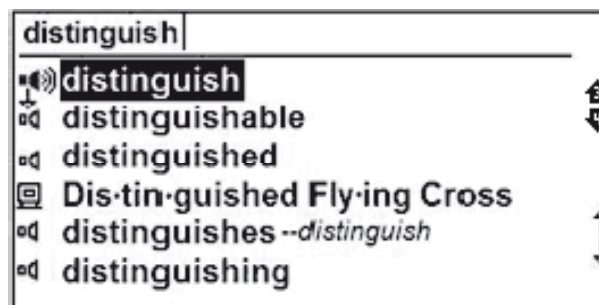 distinguish
distinguish
distinguishable
distinguished
Dis·tin·guished Fly·ing Cross
distinguishes --distinguish
distinguishing